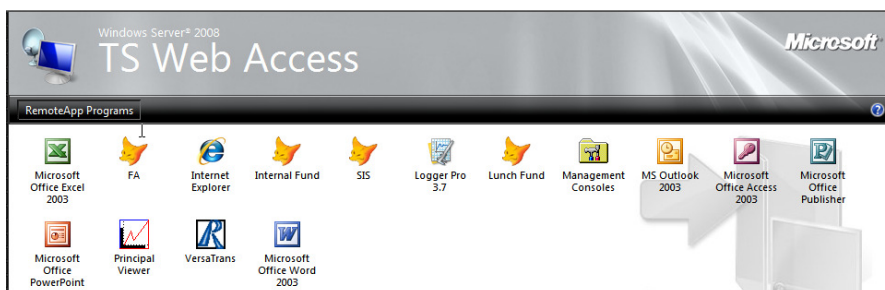 Windows Server® 2008
TS Web Access
Microsoft
RemoteApp Programs
Microsoft
Office Excel
2003
FA
Internet
Explorer
Internal Fund
SIS
Logger Pro
3.7
Lunch Fund
Management
Consoles
MS Outlook
2003
Microsoft
Office Access
2003
Microsoft
Office
Publisher
Microsoft
Office
PowerPoint
Principal
Viewer
VersaTrans
Microsoft
Office Word
2003